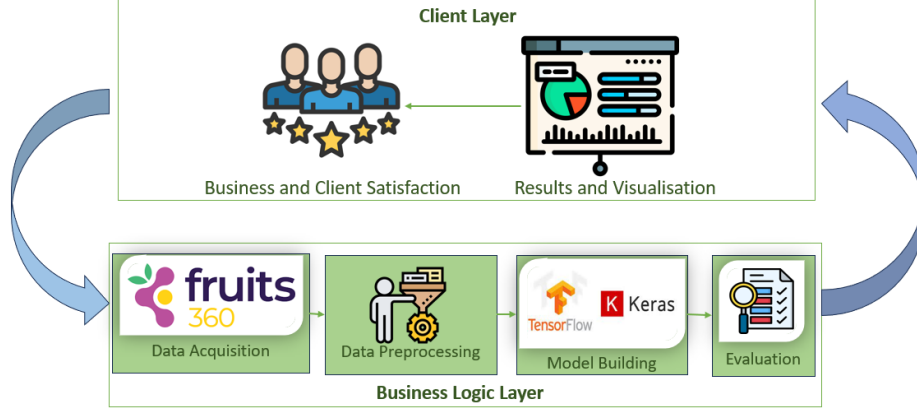 Client Layer
Business and Client Satisfaction
Results and Visualisation
fruits
360
Data Acquisition
Data Preprocessing
TensorFlow
K Keras
Model Building
Evaluation
Business Logic Layer